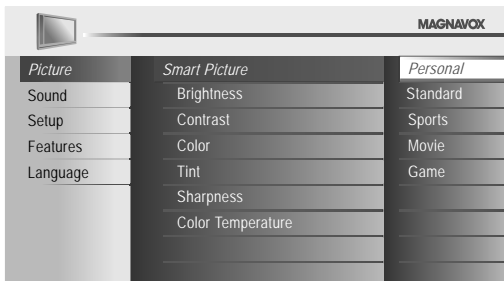 MAGNAVOX
Picture
Sound
Setup
Features
Language
Smart Picture
Brightness
Contrast
Color
Tint
Sharpness
Color Temperature
Personal
Standard
Sports
Movie
Game